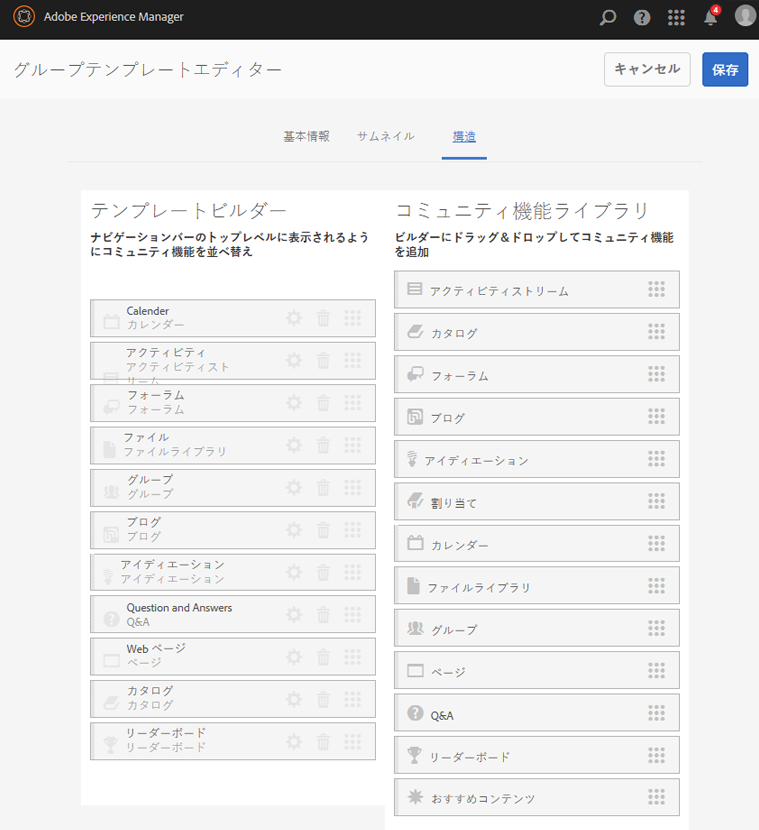 Adobe Experience Manager
4
グループテンプレートエディター
キャンセル
保存
基本情報
サムネイル
構造
テンプレートビルダー
ナビゲーションバーのトップレベルに表示されるよう
にコミュニティ機能を並べ替え
Calender
カレンダー
アクティビティ
アクティビティスト
リーム
フォーラム
フォーラム
ファイル
ファイルライブラリ
グループ
グループ
ブログ
ブログ
アイディエーション
アイディエーション
Question and Answers
Q&A
Web ページ
ページ
カタログ
カタログ
リーダーボード
リーダーボード
コミュニティ機能ライブラリ
ビルダーにドラッグ＆ドロップしてコミュニティ機能
を追加
アクティビティストリーム
カタログ
フォーラム
ブログ
アイディエーション
割り当て
カレンダー
ファイルライブラリ
グループ
ページ
Q&A
リーダーボード
おすすめコンテンツ